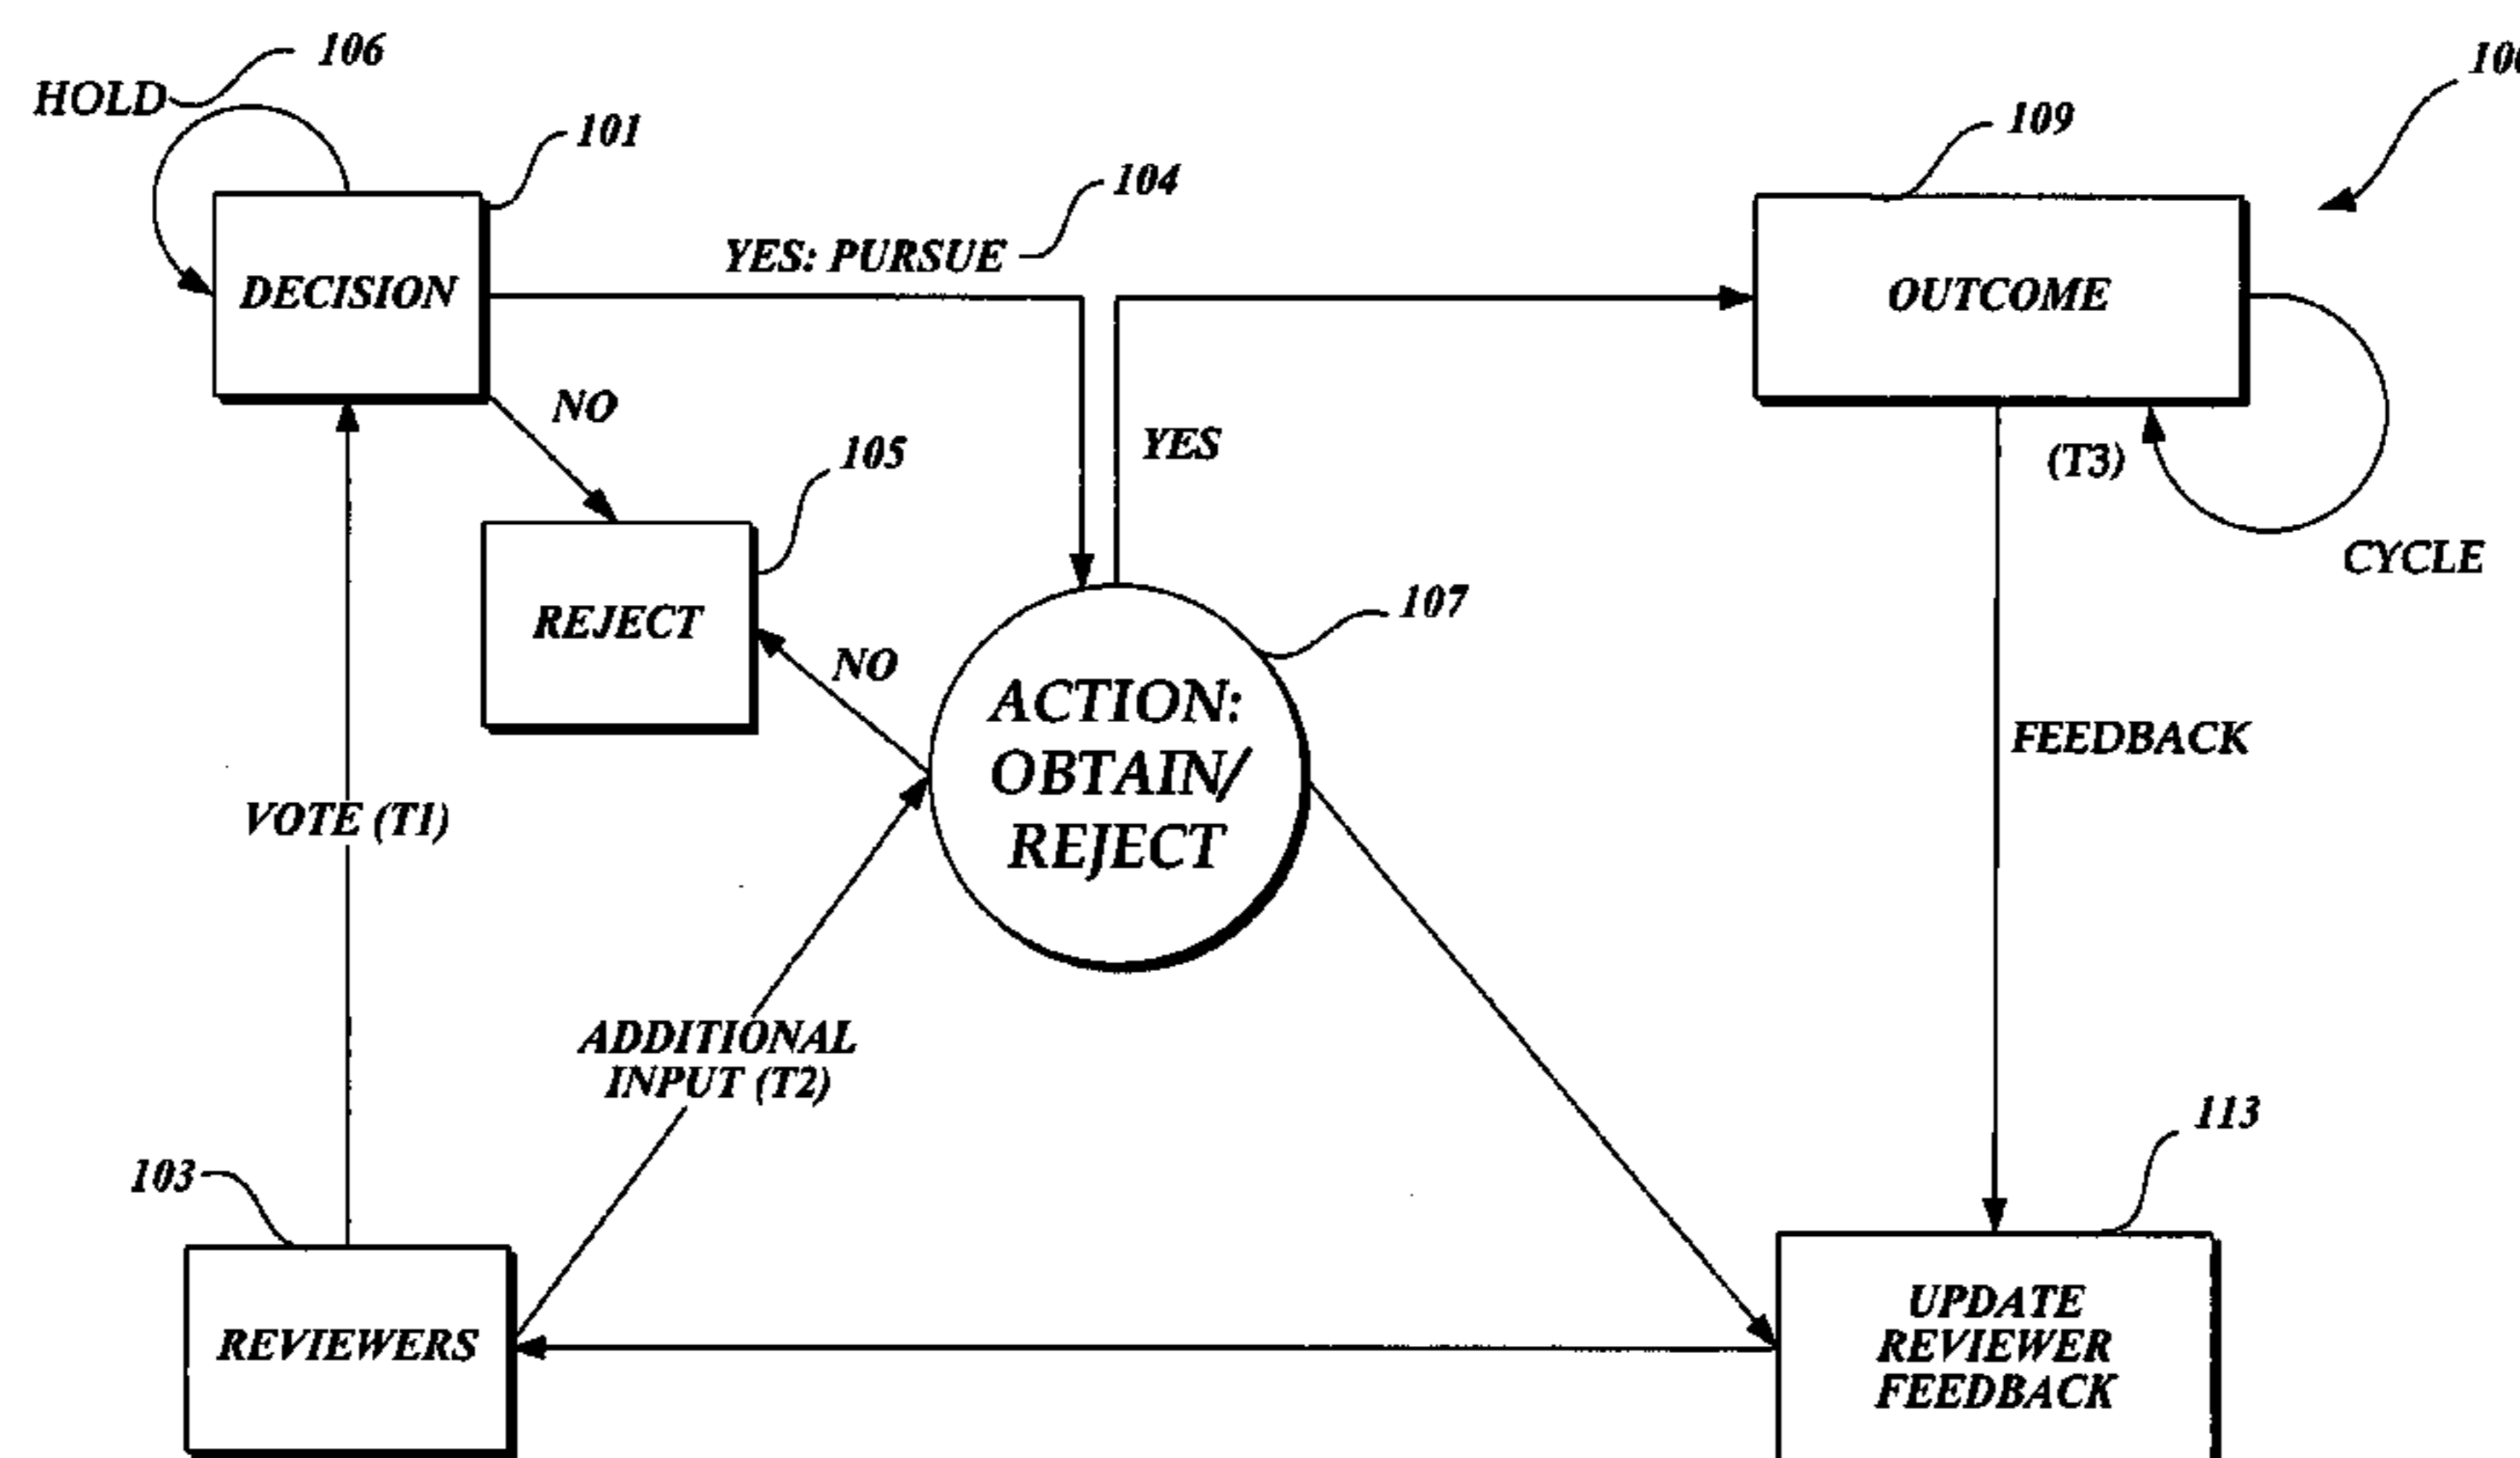 106
HOLD
101
109
104
YES: PURSUE
DECISION
OUTCOME
NO
YES
105
(T3)
CYCLE
REJECT
107
NO
ACTION:
OBTAIN/
REJECT
FEEDBACK
VOTE (T1)
ADDITIONAL
INPUT (T2)
113
103
REVIEWERS
UPDATE
REVIEWER
FEEDBACK